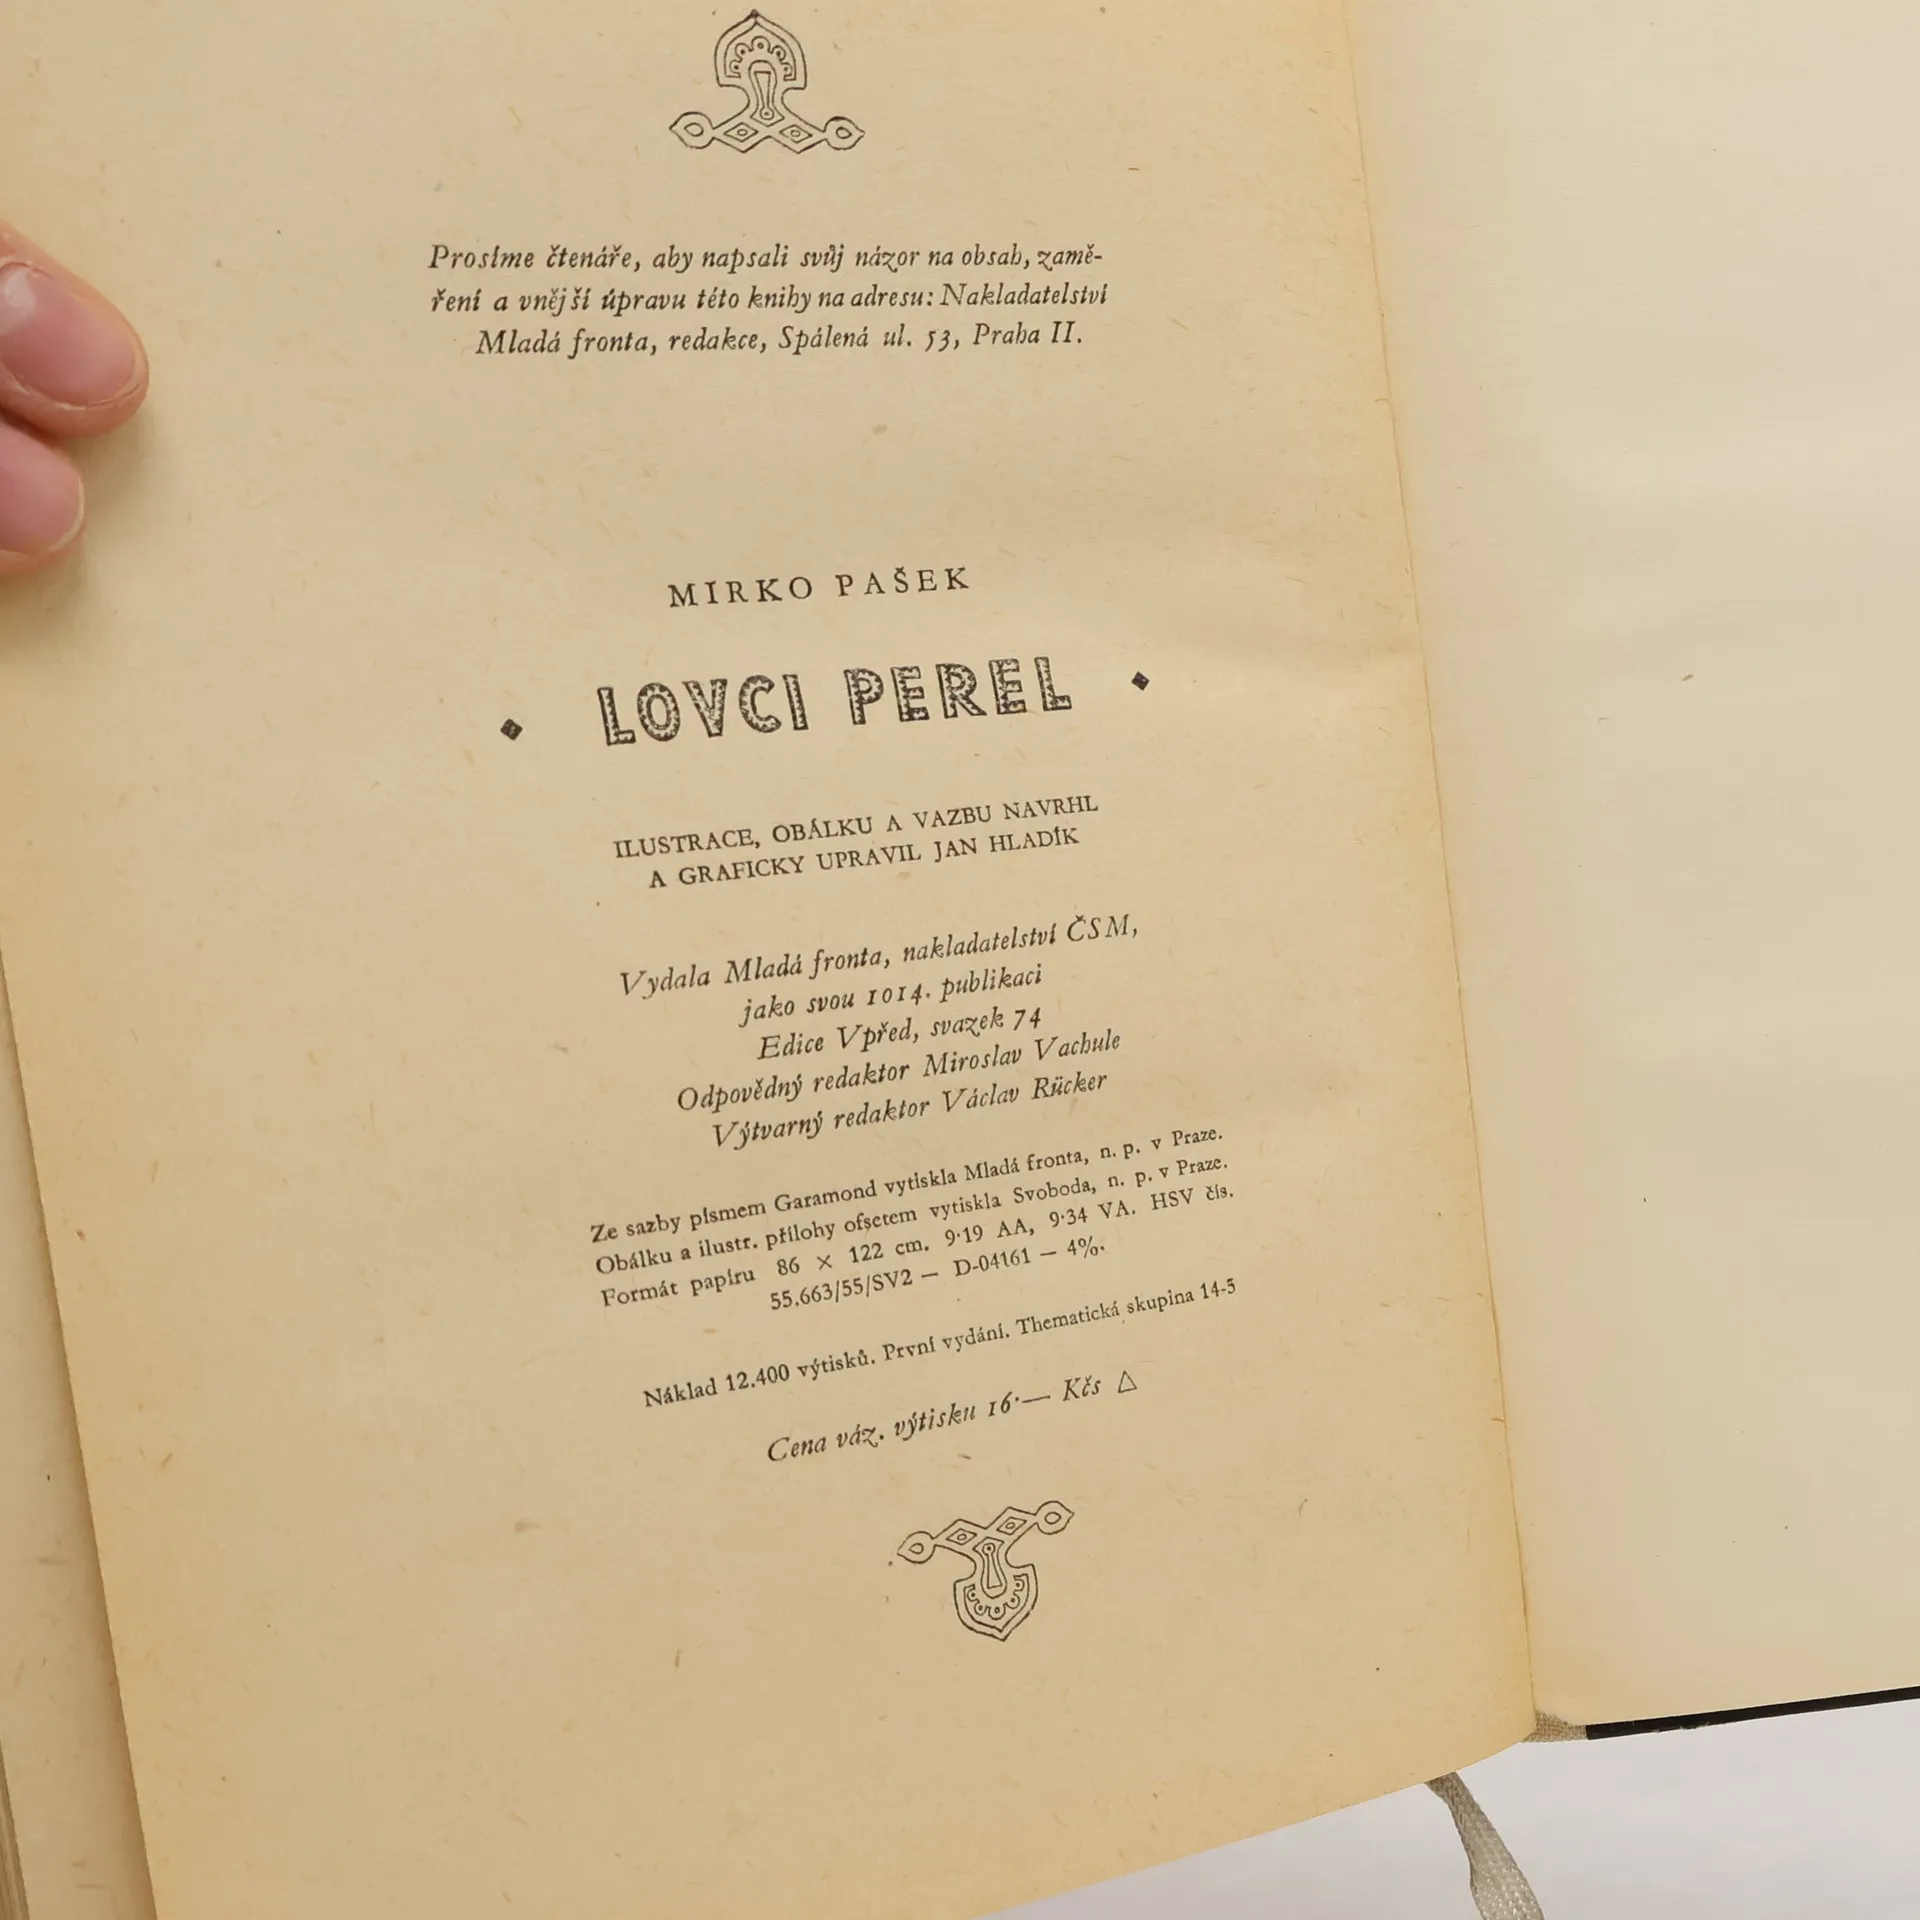 Prosíme čtenáře, aby napsali svůj názor na obsah, zamě-
ření a vnější úpravu této knihy na adresu: Nakladatelství
Mladá fronta, redakce, Spálená ul. 53, Praha II.
MIRKO PAŠEK
LOVCI PEREL
ILUSTRACE, OBÁLKU A VAZBU NAVRHL
A GRAFICKY UPRAVIL JAN HLADÍK
Vydala Mladá fronta, nakladatelství ČSM,
jako svou 1014. publikaci
Edice Vpřed, svazek 74
Odpovědný redaktor Miroslav Vachule
Výtvarný redaktor Václav Rücker
Ze sazby písmem Garamond vytiskla Mladá fronta, n. p. v Praze.
Obálku a ilustr. přílohy ofsetem vytiskla Svoboda, n. p. v Praze.
Formát papíru 86 × 122 cm. 9·19 AA, 9·34 VA. HSV čís.
55.663/55/SV2 — D-04161 — 4%.
Náklad 12.400 výtisků. První vydání. Thematická skupina 14-5
Cena váz. výtisku 16·— Kčs △